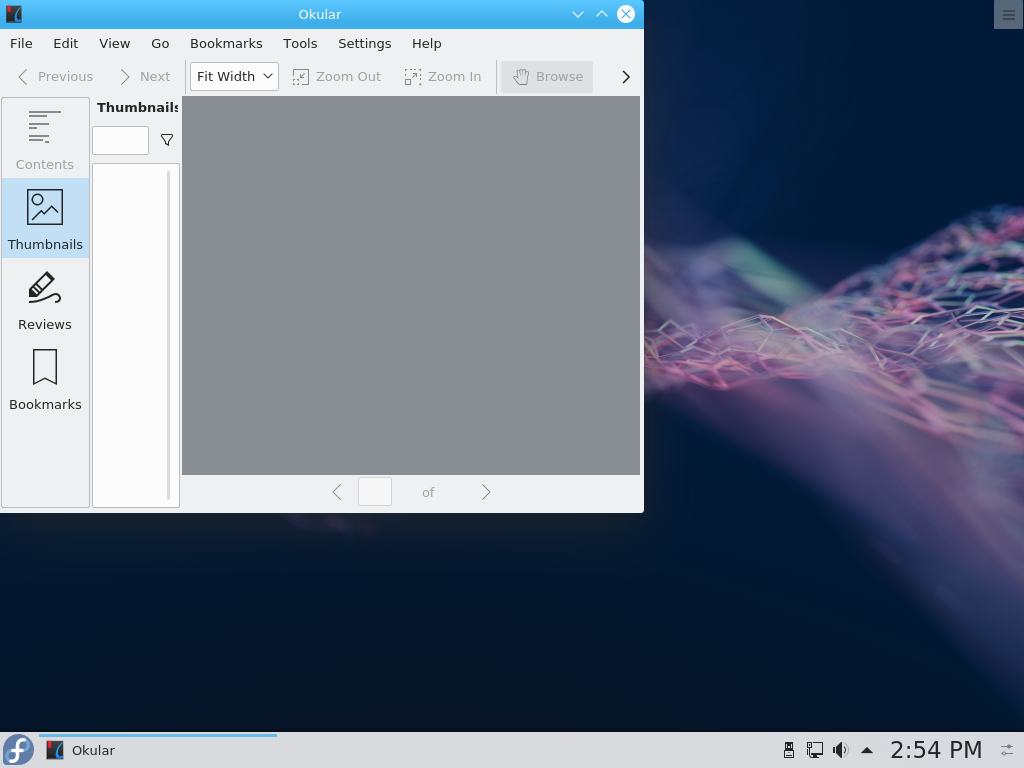 Okular
File Edit View Go Bookmarks Tools Settings Help
Previous Next Fit Width Zoom Out Zoom In Browse
Thumbnails
Contents
Thumbnails
Reviews
Bookmarks
of
Okular
2:54 PM